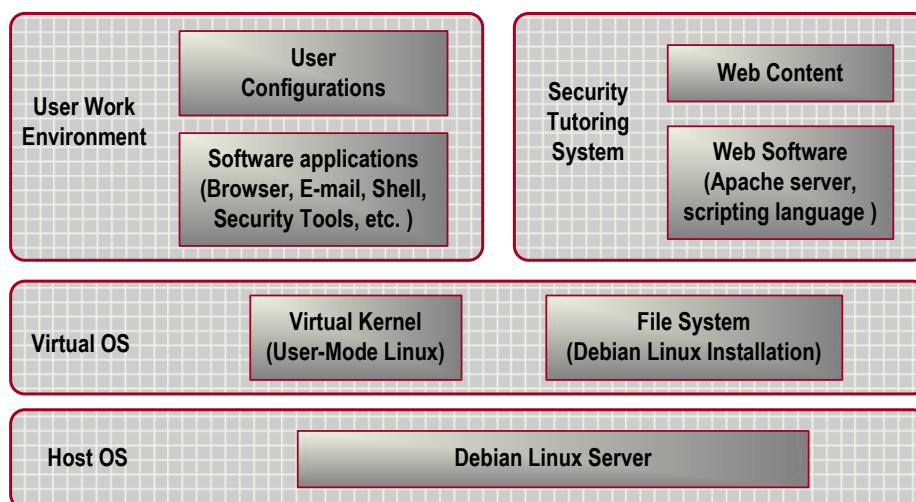 User Work
Environment
User
Configurations
Software applications
(Browser, E-mail, Shell,
Security Tools, etc. )
Security
Tutoring
System
Web Content
Web Software
(Apache server,
scripting language )
Virtual OS
Virtual Kernel
(User-Mode Linux)
File System
(Debian Linux Installation)
Host OS
Debian Linux Server